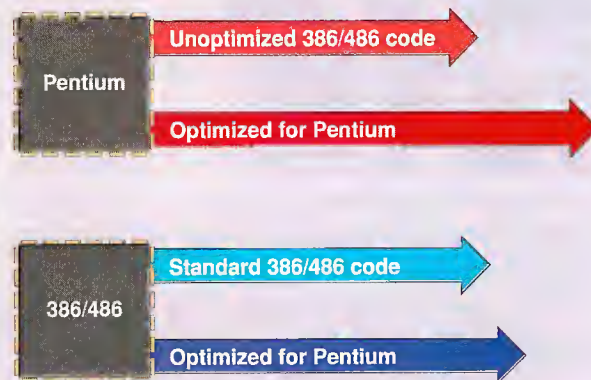 Pentium
Unoptimized 386/486 code
Optimized for Pentium
386/486
Standard 386/486 code
Optimized for Pentium